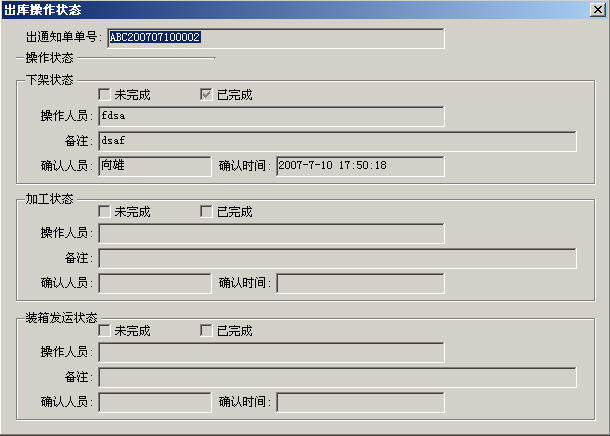 出库操作状态
出通知单单号: ABC200707100002
操作状态
下架状态
未完成 已完成
操作人员: fdsa
备注: dsaf
确认人员: 向雄 确认时间: 2007-7-10 17:50:18
加工状态
未完成 已完成
操作人员:
备注:
确认人员: 确认时间:
装箱发运状态
未完成 已完成
操作人员:
备注:
确认人员: 确认时间: